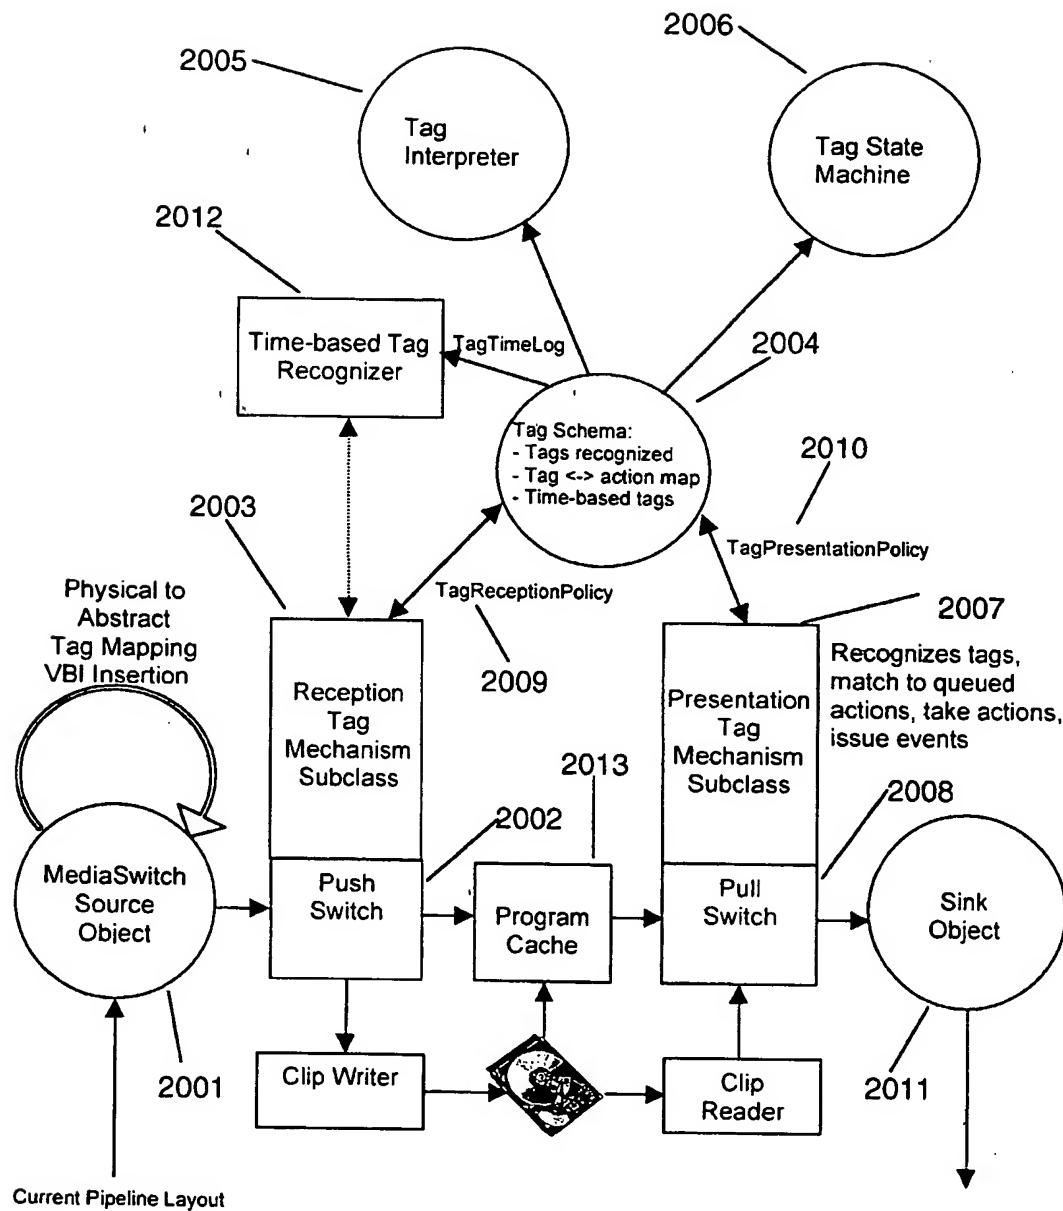 2006
2005
Tag
Interpreter
Tag State
Machine
2012
Time-based Tag
Recognizer
TagTimeLog
2004
Tag Schema:
- Tags recognized
- Tag <-> action map
- Time-based tags
2010
2003
TagPresentationPolicy
TagReceptionPolicy
Physical to
Abstract
Tag Mapping
VBI Insertion
2009
2007
Recognizes tags,
match to queued
actions, take actions,
issue events
Reception
Tag
Mechanism
Subclass
Presentation
Tag
Mechanism
Subclass
2013
2002
2008
MediaSwitch
Source
Object
Push
Switch
Program
Cache
Pull
Switch
Sink
Object
2001
Clip Writer
Clip
Reader
2011
Current Pipeline Layout